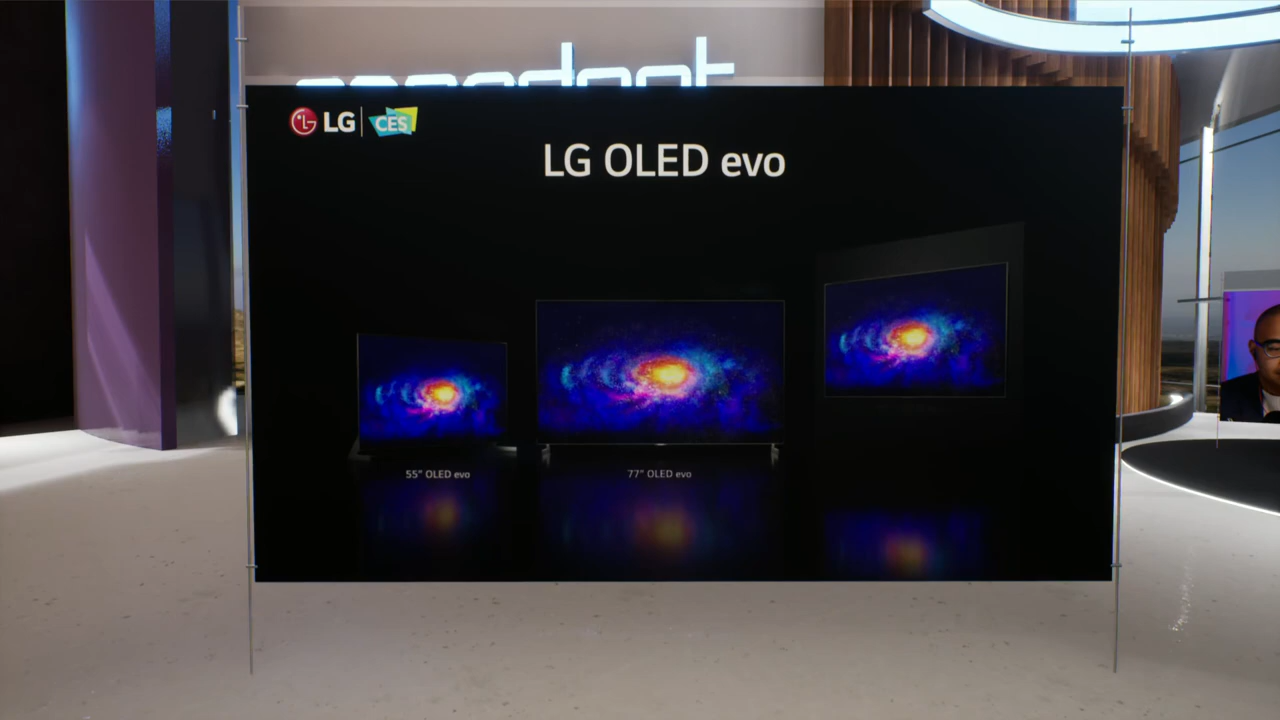 LG
CES
LG OLED evo
55" OLED evo
77" OLED evo